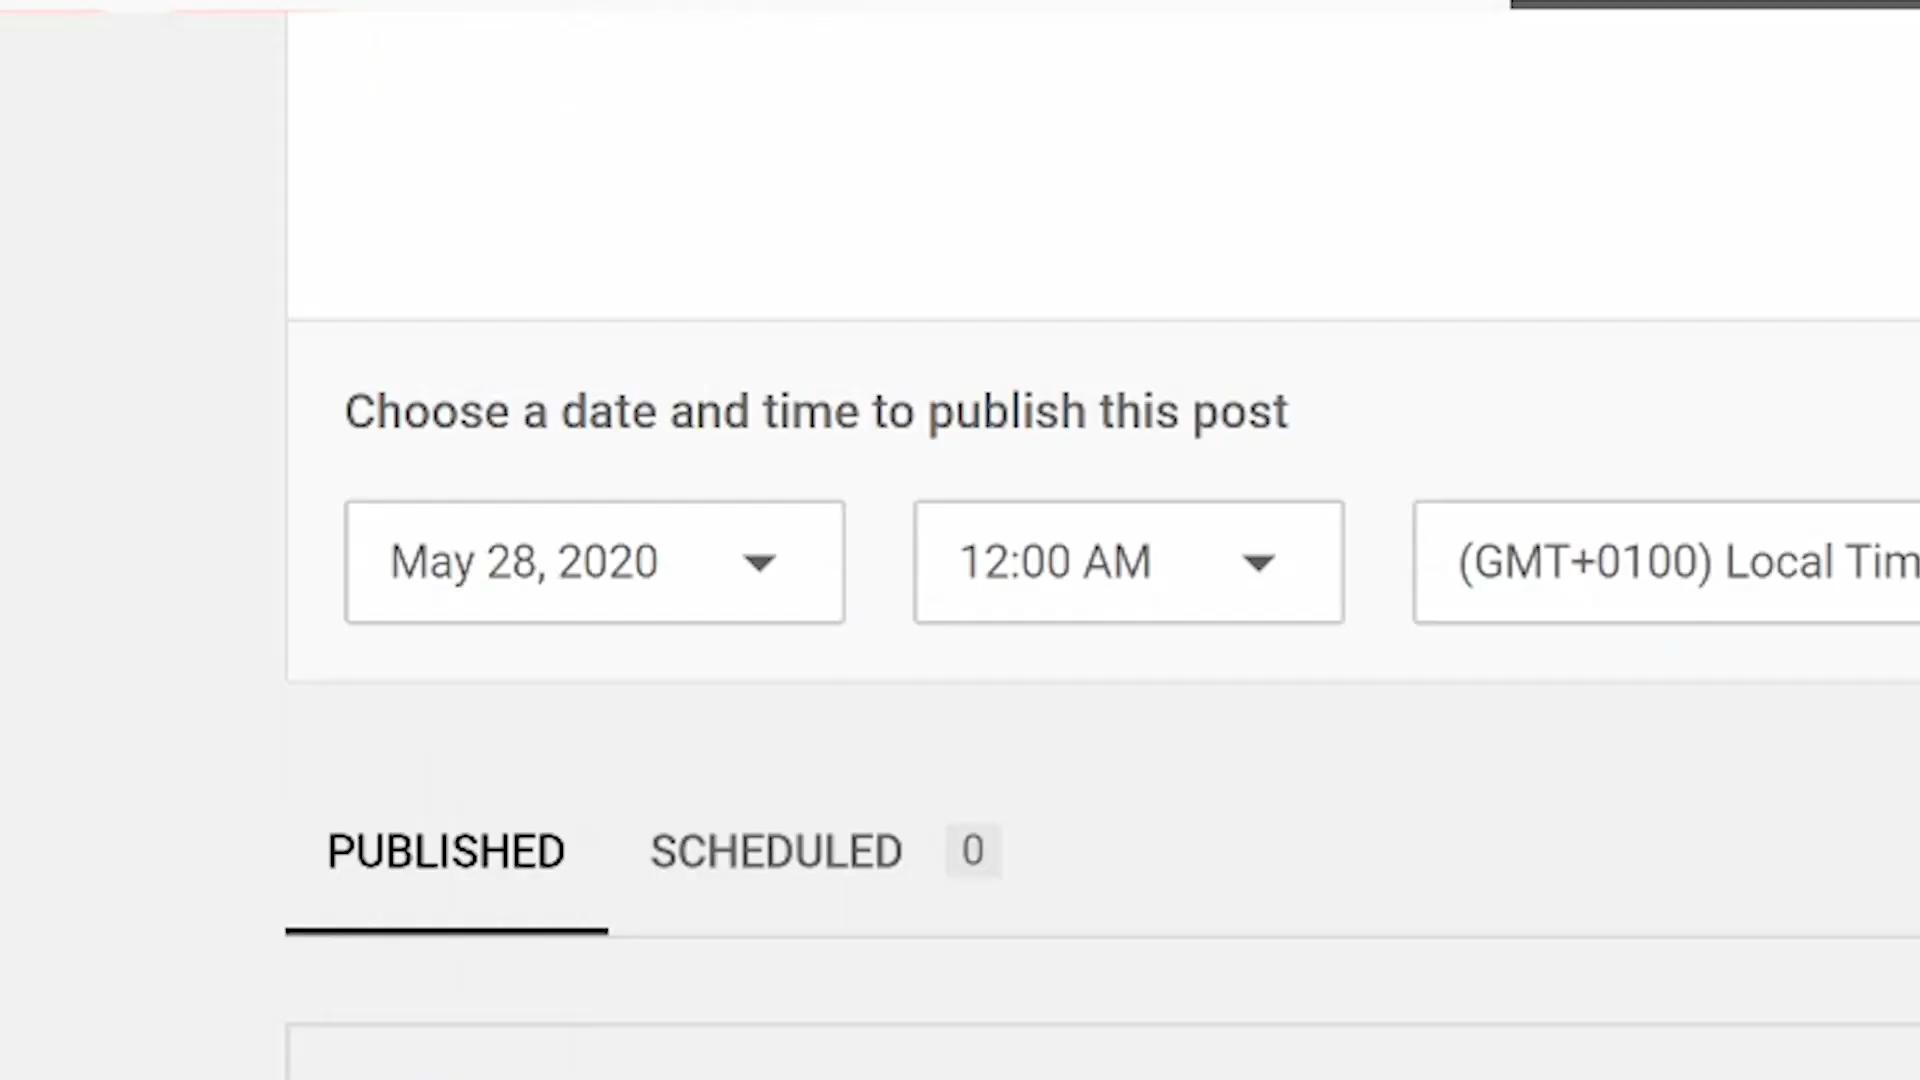 Choose a date and time to publish this post
May 28, 2020 12:00 AM (GMT+0100) Local Tim
PUBLISHED SCHEDULED 0